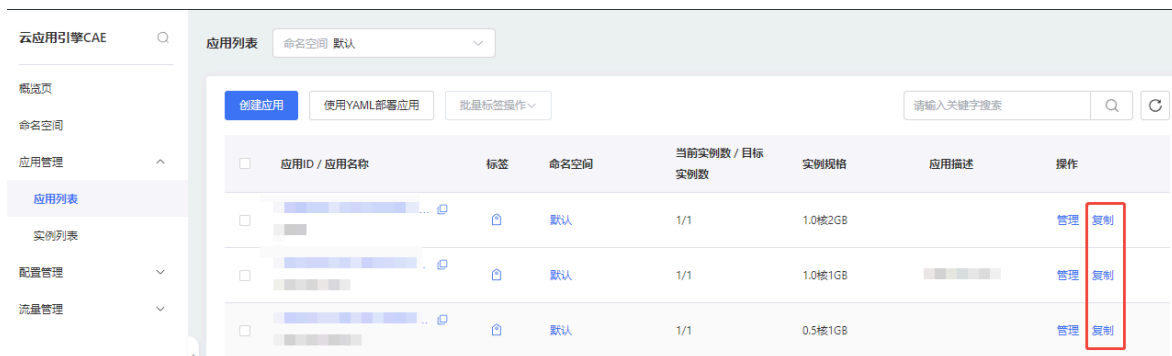 云应用引擎CAE
概览页
命名空间
应用管理
应用列表
实例列表
配置管理
流量管理
应用列表 命名空间 默认
创建应用 使用YAML部署应用 批量标签操作 请输入关键字搜索
应用ID / 应用名称 标签 命名空间 当前实例数 / 目标 实例规格 应用描述 操作
实例数
... 默认 1/1 1.0核2GB 管理 复制
默认 1/1 1.0核1GB 管理 复制
默认 1/1 0.5核1GB 管理 复制